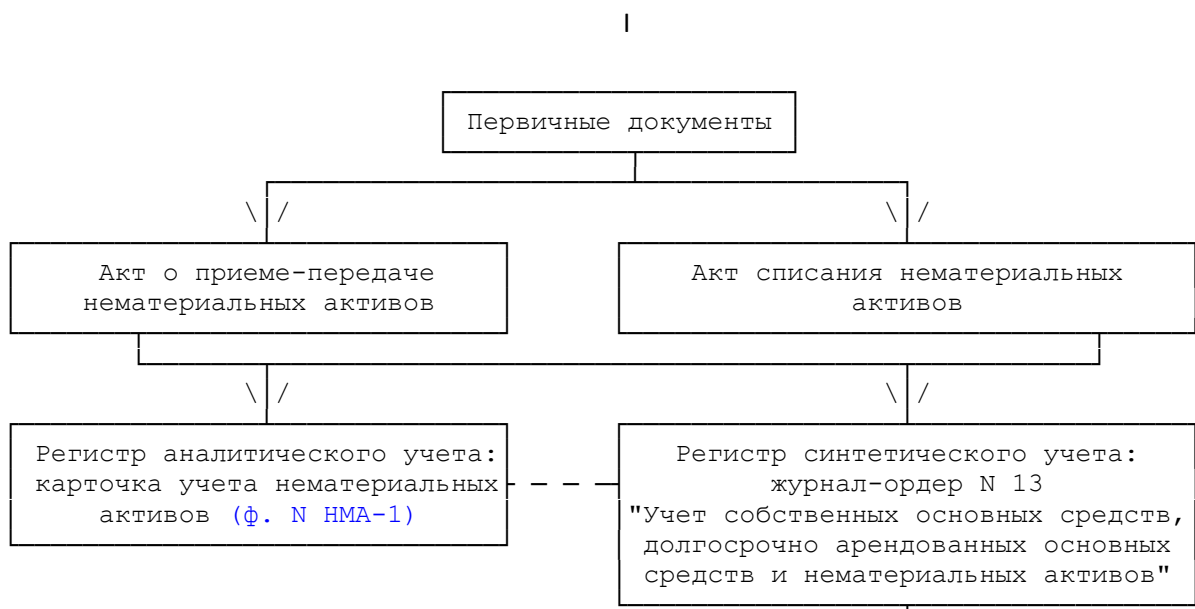 Первичные документы
Акт о приеме-передаче
нематериальных активов
Акт списания нематериальных
активов
Регистр аналитического учета:
карточка учета нематериальных
активов (ф. N НМА-1)
Регистр синтетического учета:
журнал-ордер N 13
"Учет собственных основных средств,
долгосрочно арендованных основных
средств и нематериальных активов"